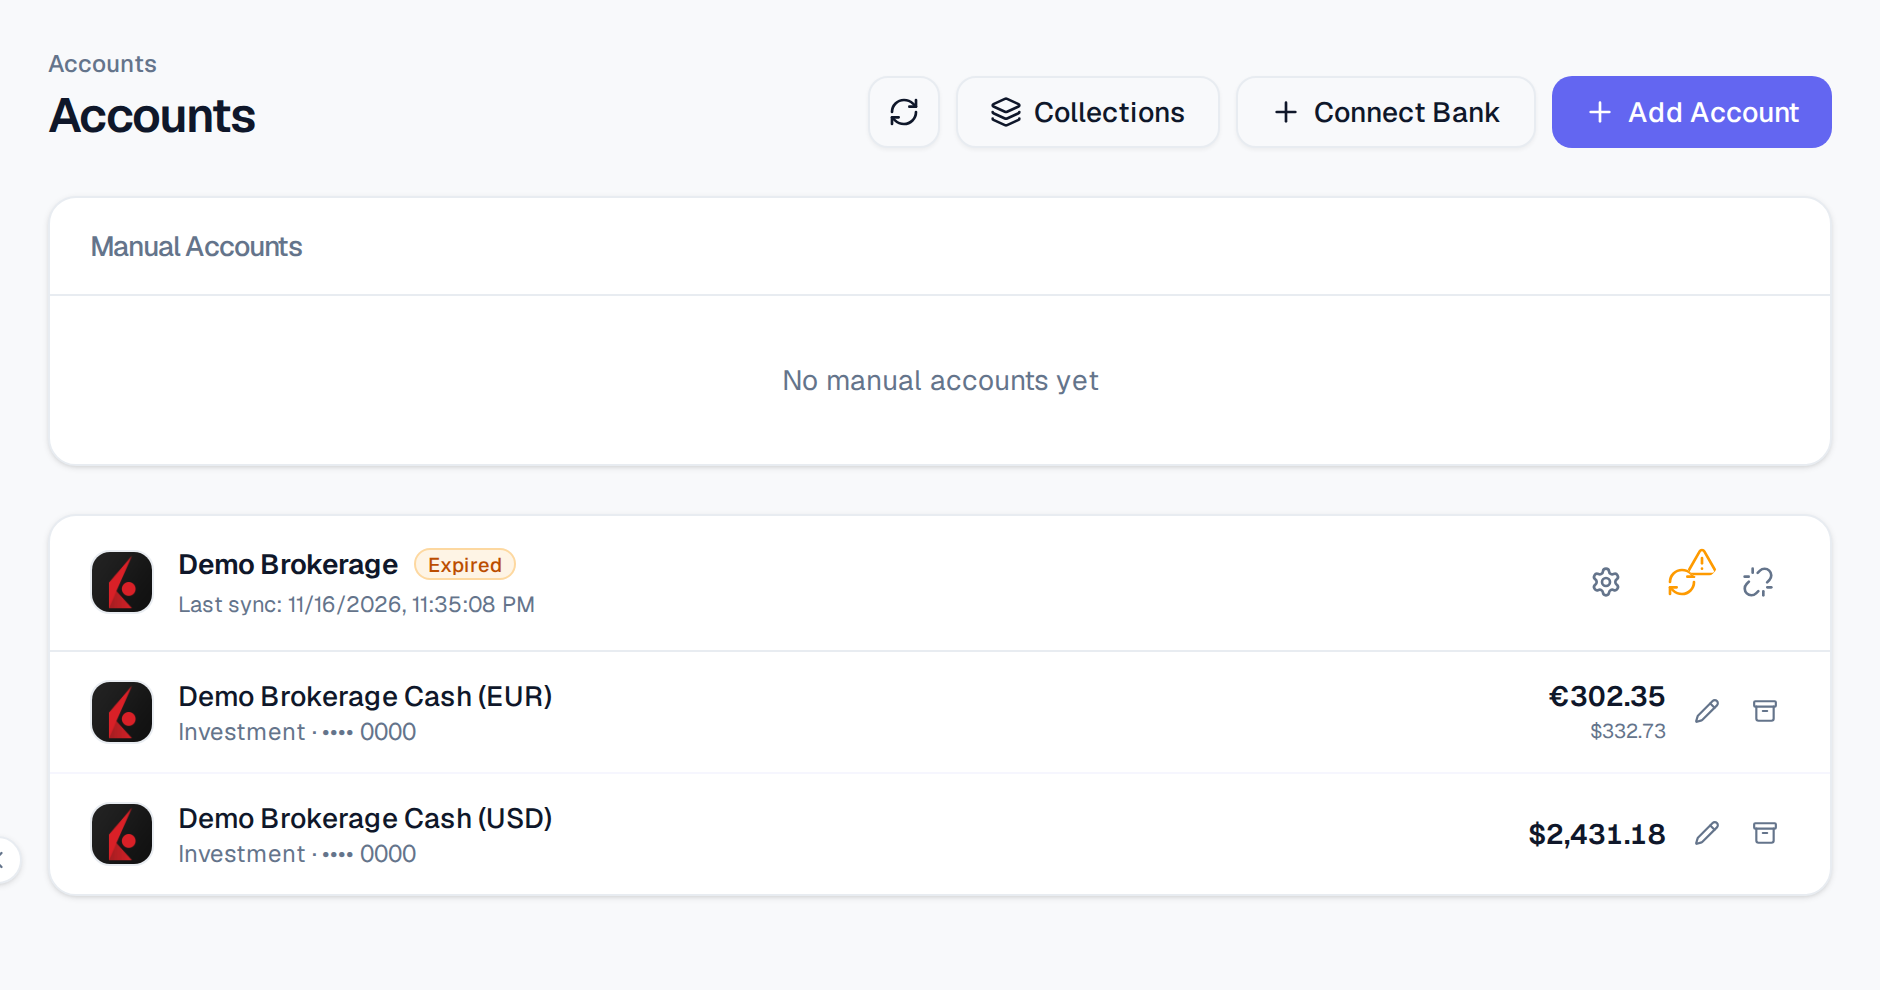 Accounts
Accounts
Collections
Connect Bank
Add Account
Manual Accounts
No manual accounts yet
Demo Brokerage Expired
Last sync: 11/16/2026, 11:35:08 PM
Demo Brokerage Cash (EUR)
Investment · •••• 0000
€302.35
$332.73
Demo Brokerage Cash (USD)
Investment · •••• 0000
$2,431.18